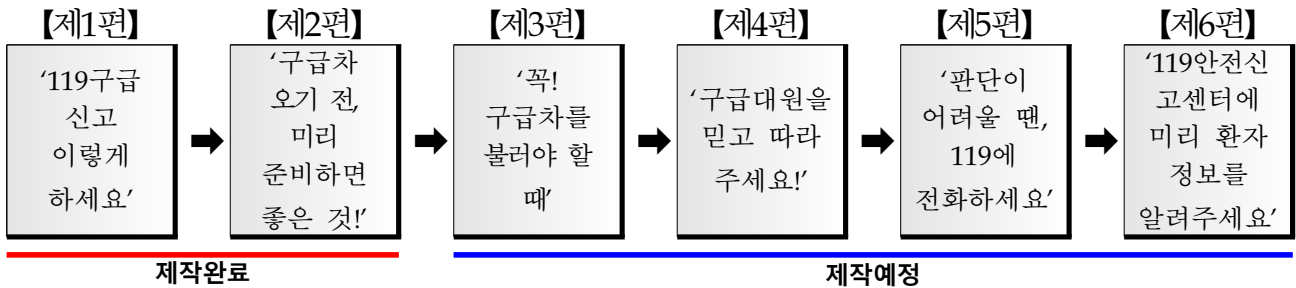 【제1편】
‘119구급
신고
이렇게
하세요’
【제2편】
‘구급차
오기 전,
미리
준비하면
좋은 것!’
【제3편】
‘꼭!
구급차를
불러야 할
때’
【제4편】
‘구급대원을
믿고 따라
주세요!’
【제5편】
‘판단이
어려울 땐,
119에
전화하세요’
【제6편】
‘119안전신
고센터에
미리 환자
정보를
알려주세요’
제작완료
제작예정